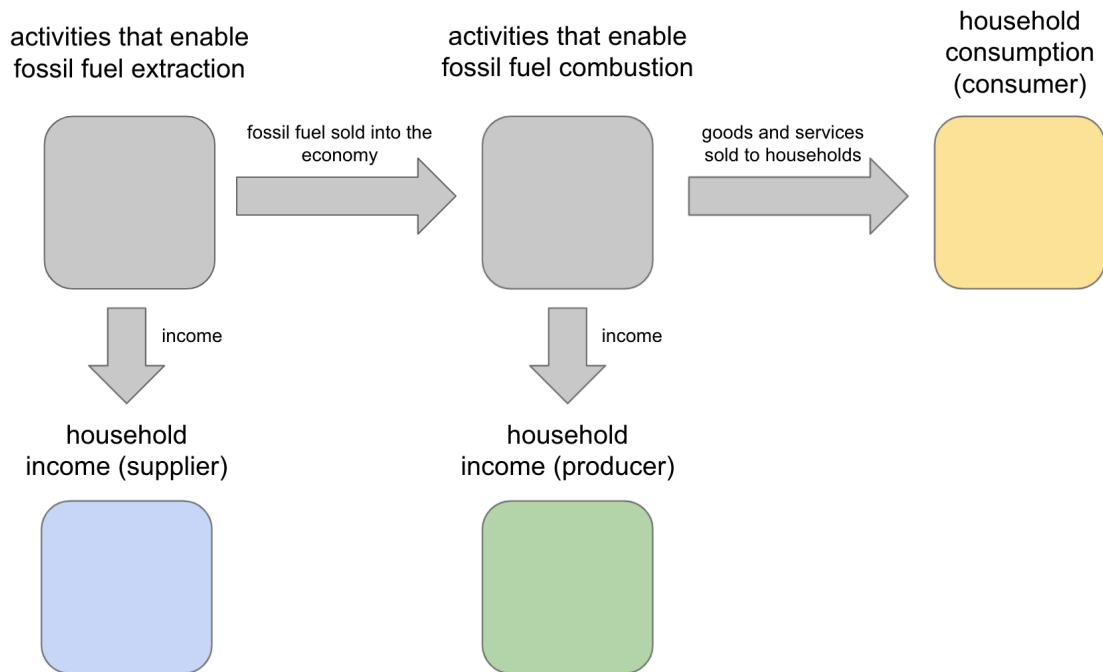 activities that enable
fossil fuel extraction
activities that enable
fossil fuel combustion
household
consumption
(consumer)
fossil fuel sold into the
economy
goods and services
sold to households
income
income
household
income (supplier)
household
income (producer)